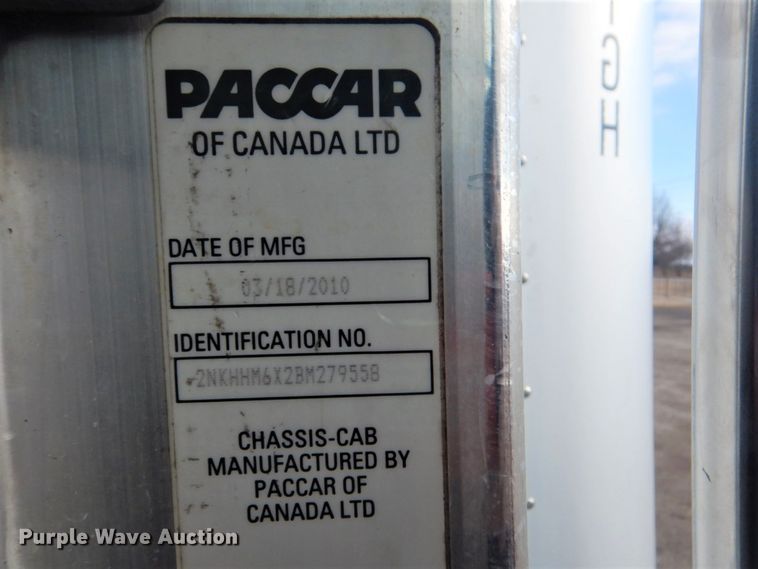 PACCAR
OF CANADA LTD
DATE OF MFG
03/18/2010
IDENTIFICATION NO.
2NKHHM6X2BM279558
CHASSIS-CAB
MANUFACTURED BY
PACCAR OF
CANADA LTD
IGH
Purple Wave Auction